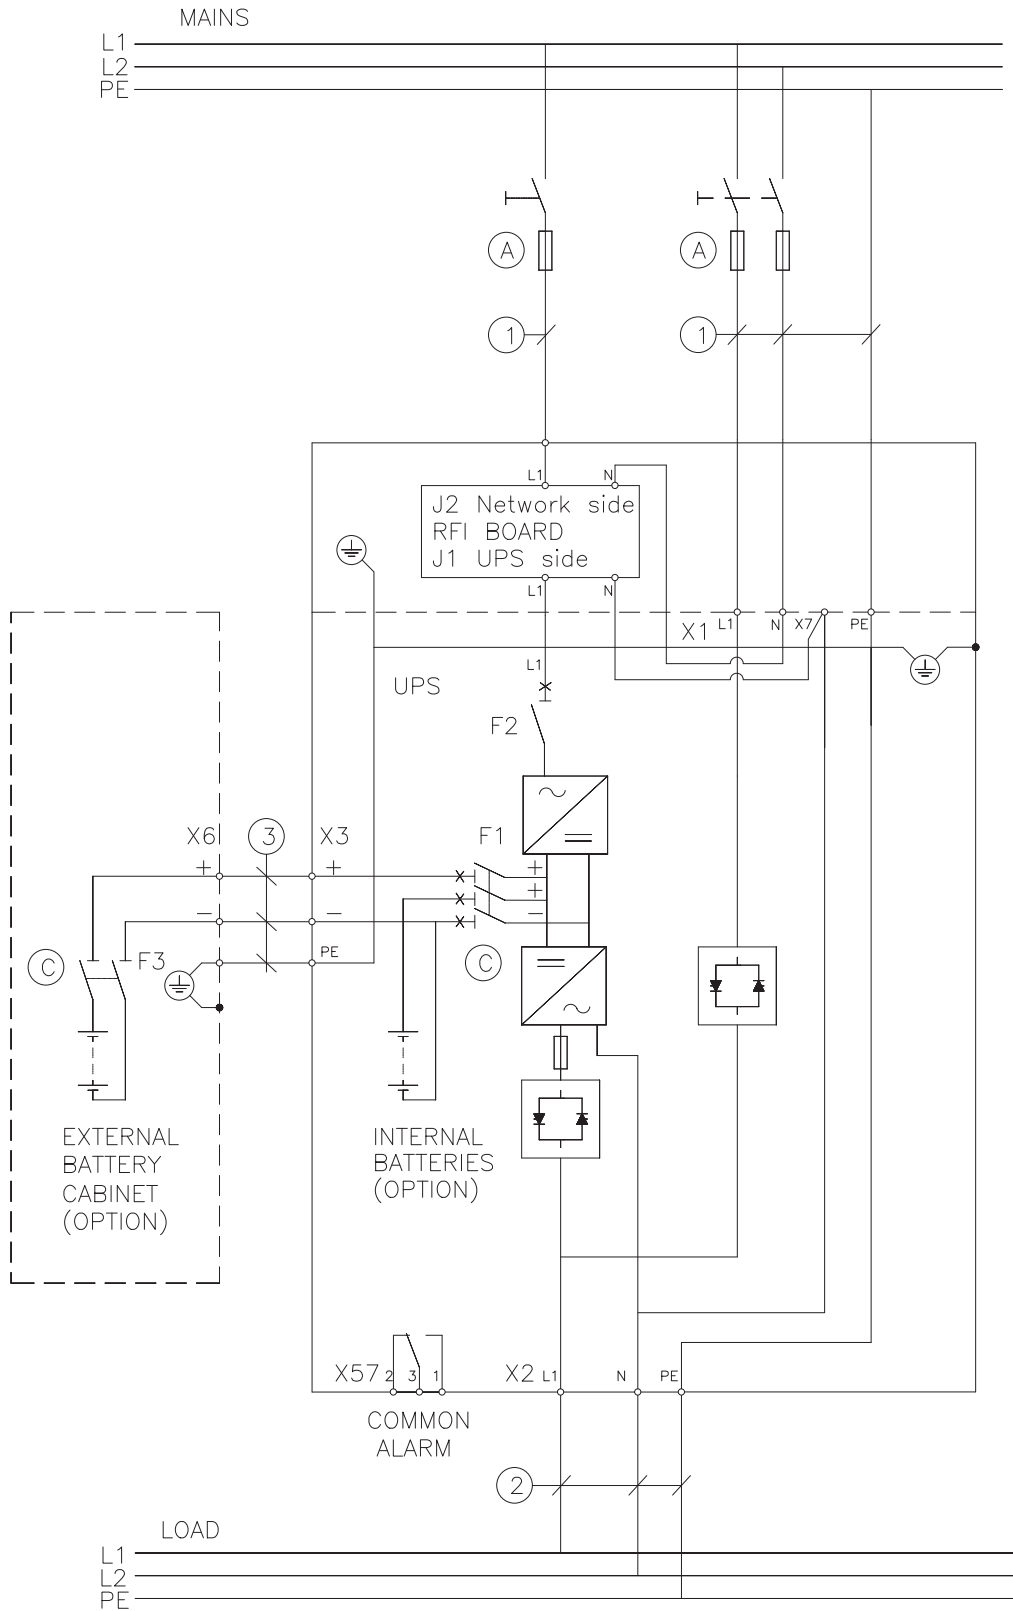 MAINS
L1
L2
PE
A
A
1
1
L1
N
J2 Network side
RFI BOARD
J1 UPS side
L1
N
X1
L1
N
X7
PE
L1
UPS
F2
X6
3
X3
F1
+
+
+
+
−
−
−
PE
C
F3
C
EXTERNAL
BATTERY
CABINET
(OPTION)
INTERNAL
BATTERIES
(OPTION)
X57
2
3
1
X2
L1
N
PE
COMMON
ALARM
2
LOAD
L1
L2
PE